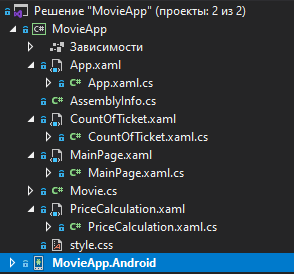 Решение "MovieApp" (проекты: 2 из 2)
MovieApp
Зависимости
App.xaml
App.xaml.cs
AssemblyInfo.cs
CountOfTicket.xaml
CountOfTicket.xaml.cs
MainPage.xaml
MainPage.xaml.cs
Movie.cs
PriceCalculation.xaml
PriceCalculation.xaml.cs
style.css
MovieApp.Android